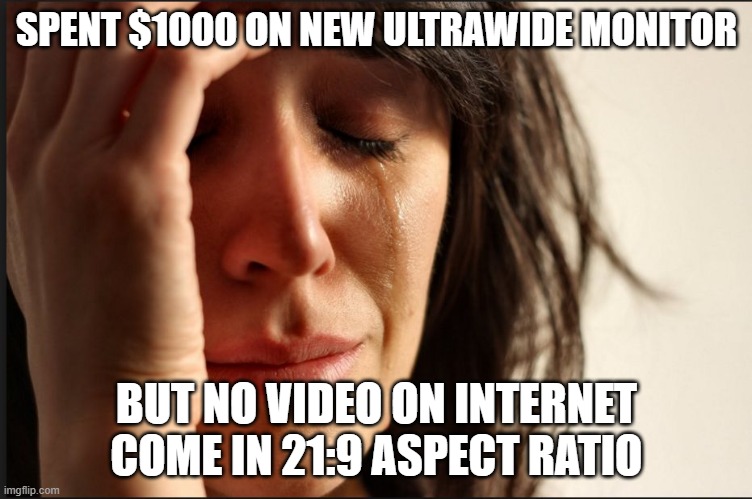 SPENT $1000 ON NEW ULTRAWIDE MONITOR
BUT NO VIDEO ON INTERNET
COME IN 21:9 ASPECT RATIO
imgflip.com